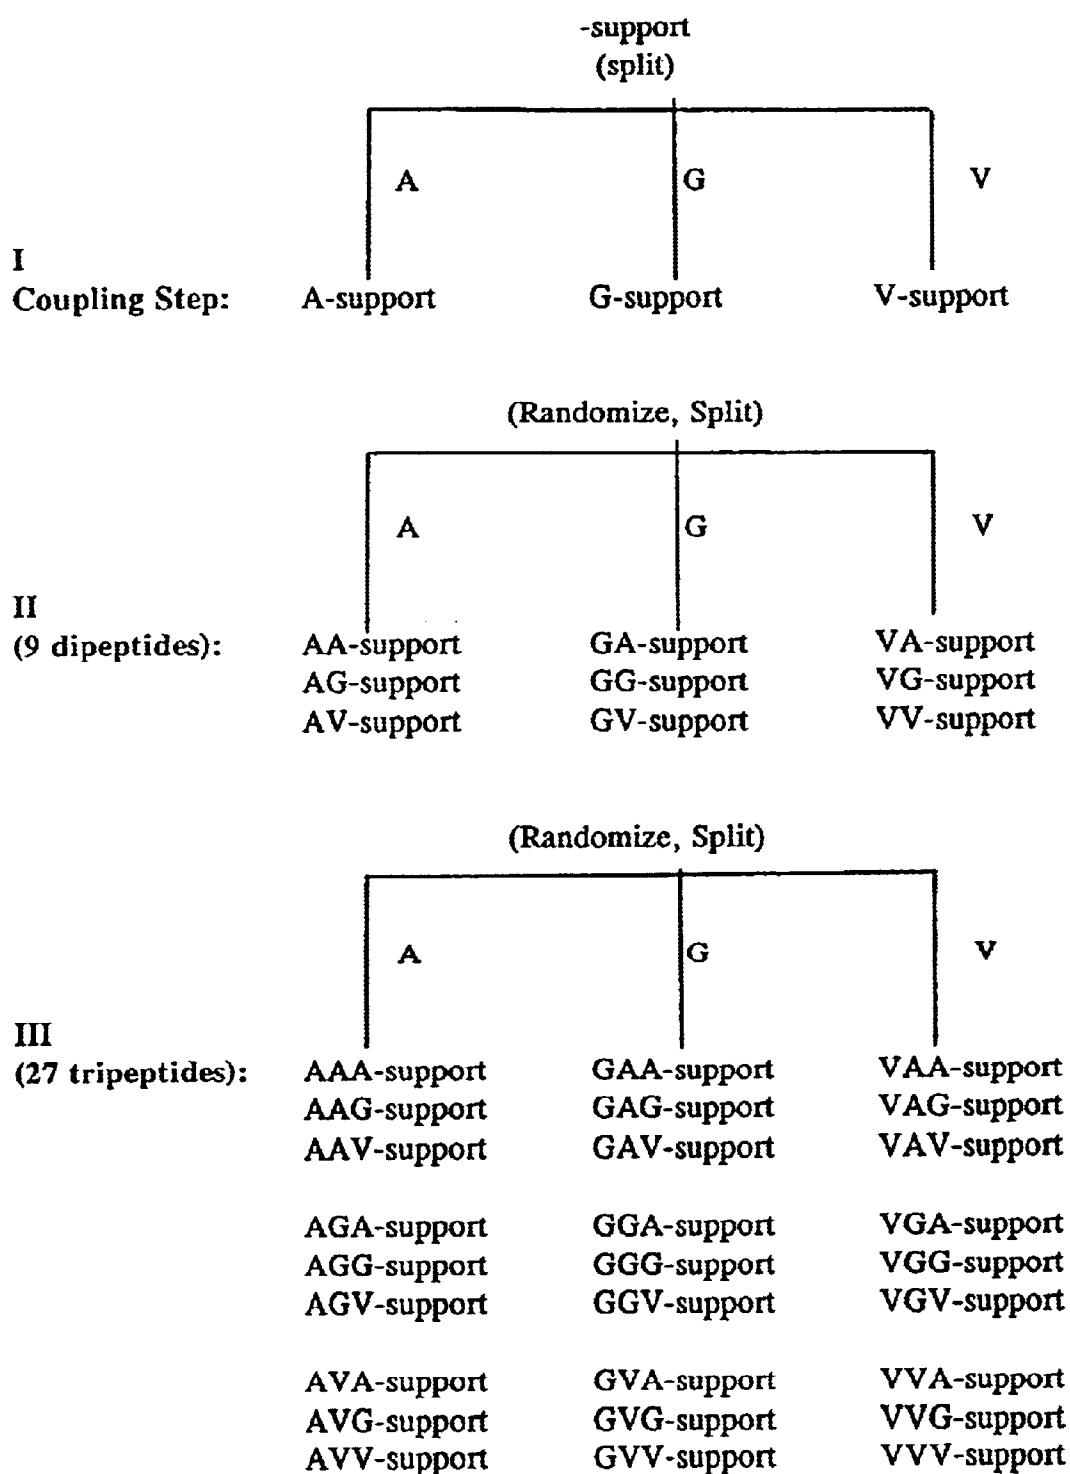 -support
(split)
A G V
I
Coupling Step: A-support G-support V-support
(Randomize, Split)
A G V
II
(9 dipeptides): AA-support GA-support VA-support
AG-support GG-support VG-support
AV-support GV-support VV-support
(Randomize, Split)
A G V
III
(27 tripeptides): AAA-support GAA-support VAA-support
AAG-support GAG-support VAG-support
AAV-support GAV-support VAV-support
AGA-support GGA-support VGA-support
AGG-support GGG-support VGG-support
AGV-support GGV-support VGV-support
AVA-support GVA-support VVA-support
AVG-support GVG-support VVG-support
AVV-support GVV-support VVV-support